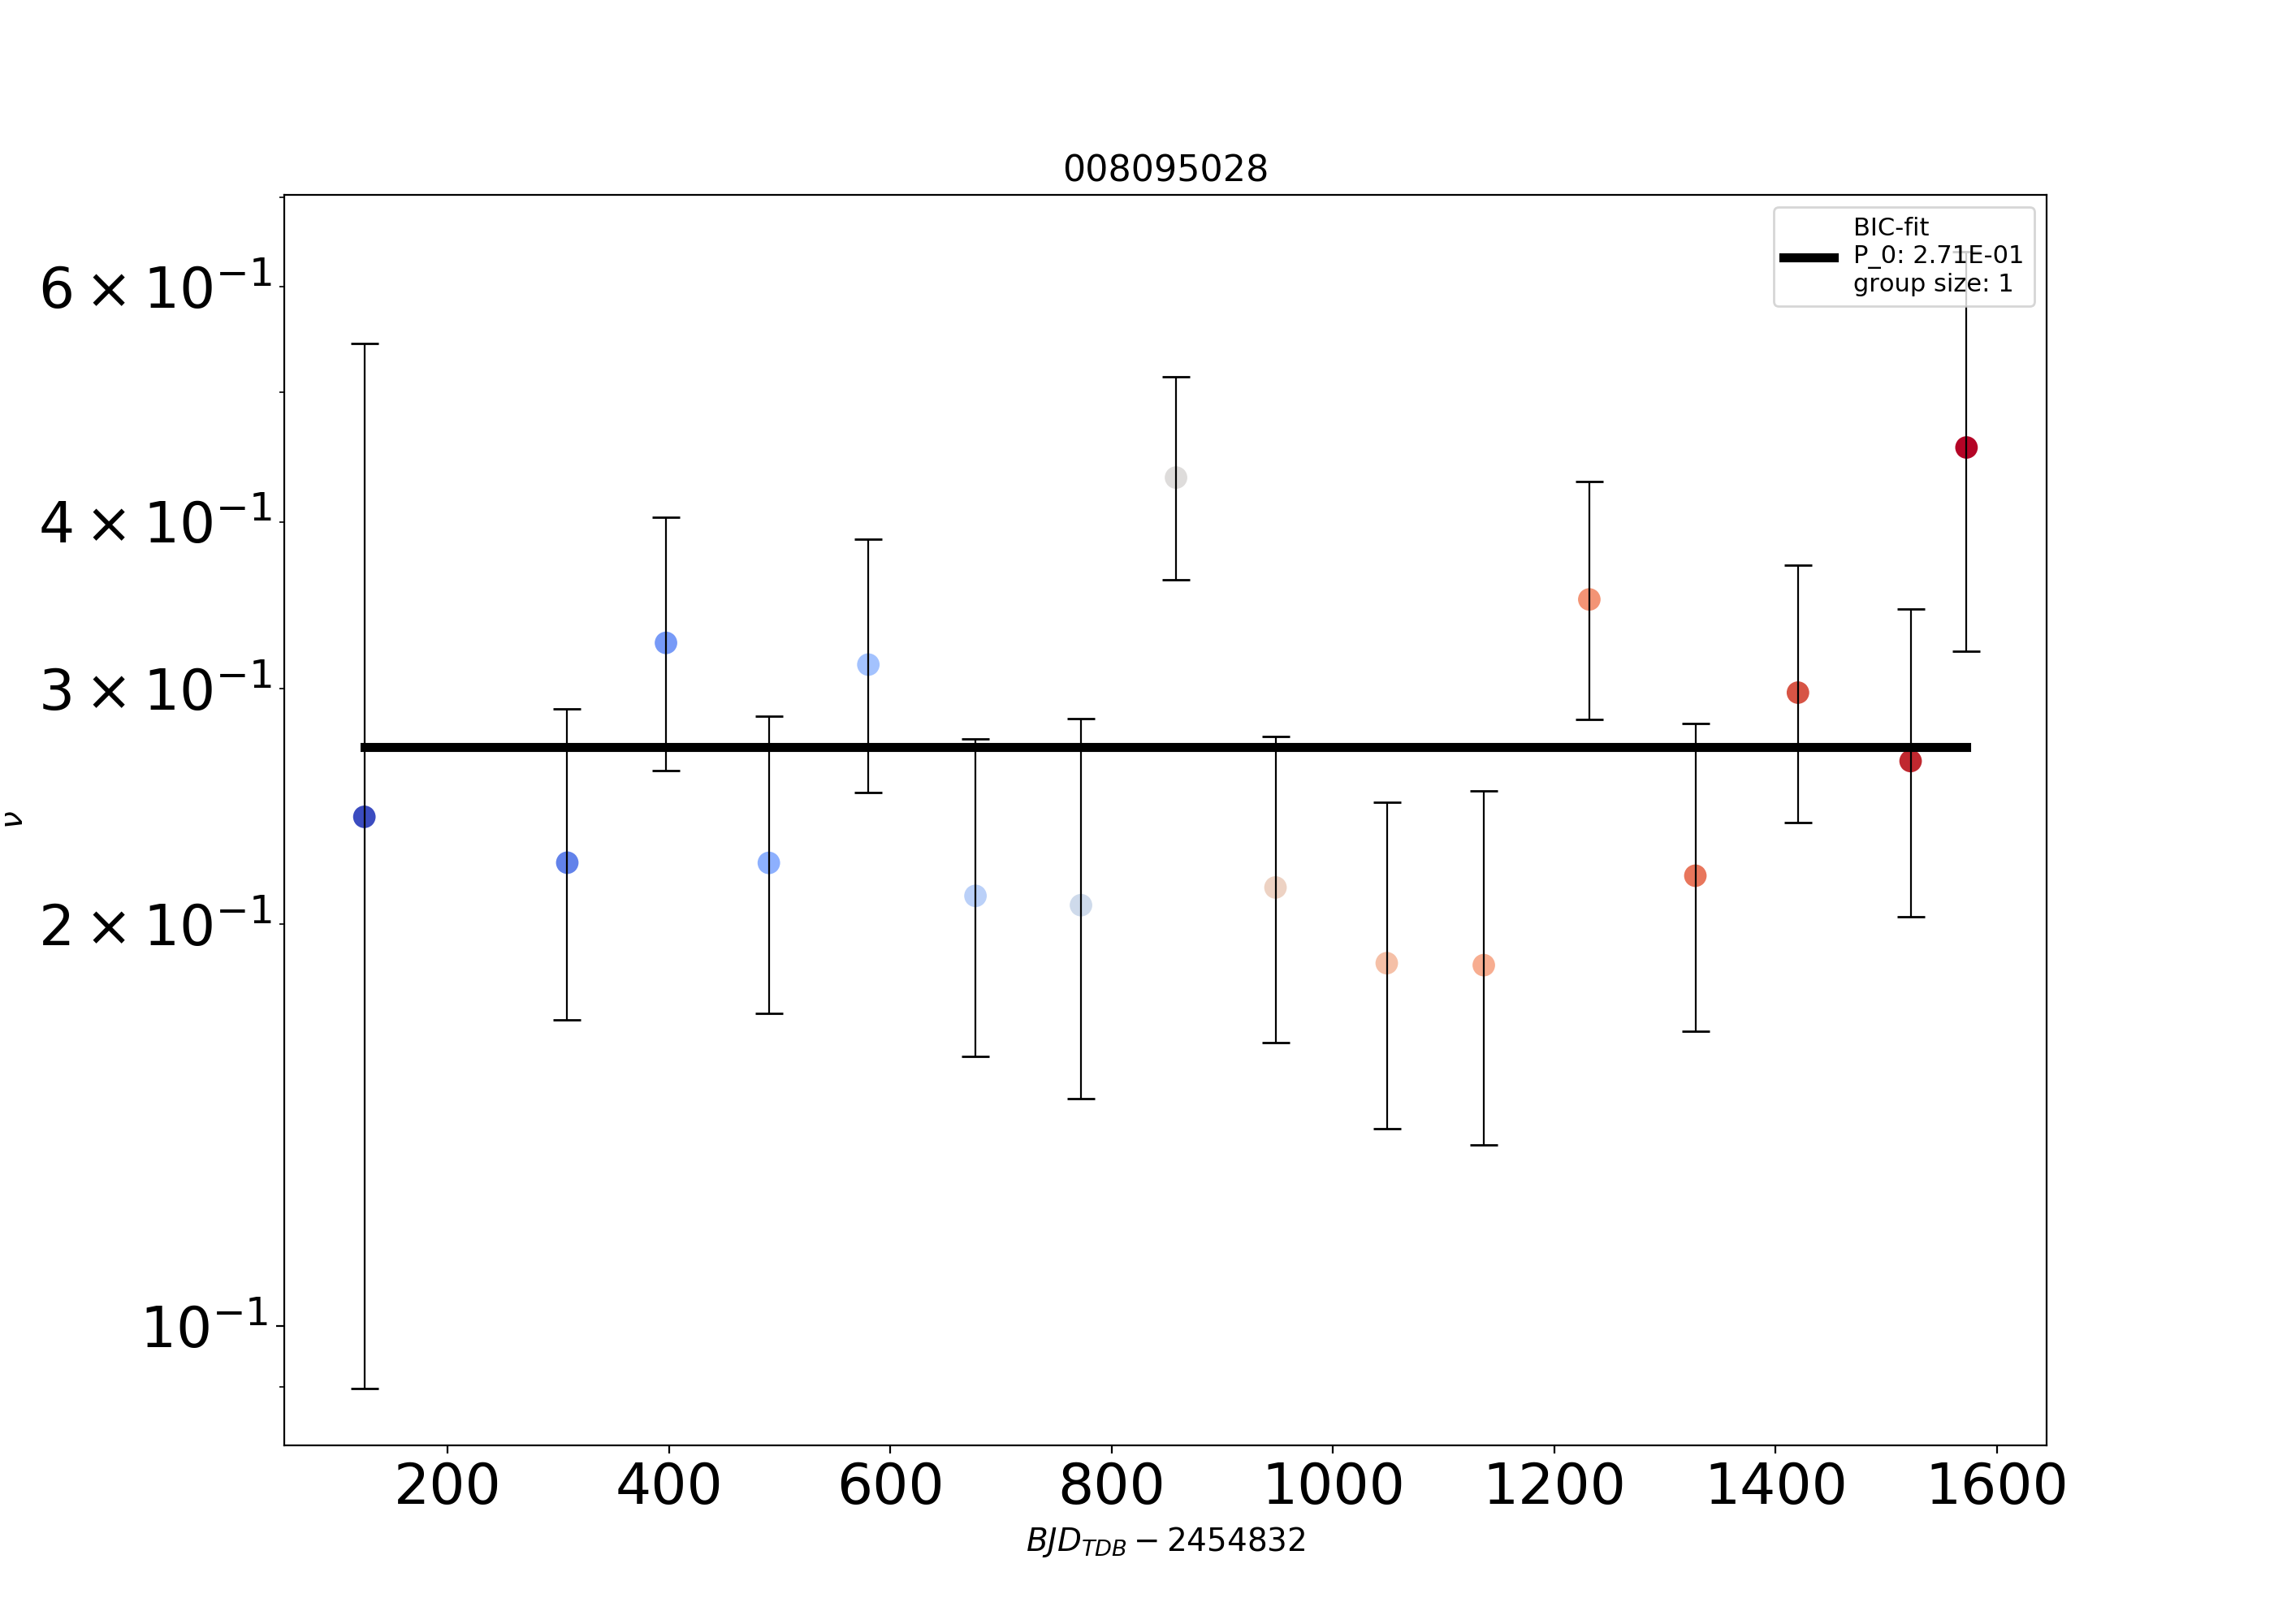 008095028
BIC-fit
P_0: 2.71E-01
group size: 1
6 × 10⁻¹
4 × 10⁻¹
3 × 10⁻¹
2 × 10⁻¹
10⁻¹
ν
200 400 600 800 1000 1200 1400 1600
BJD_TDB − 2454832